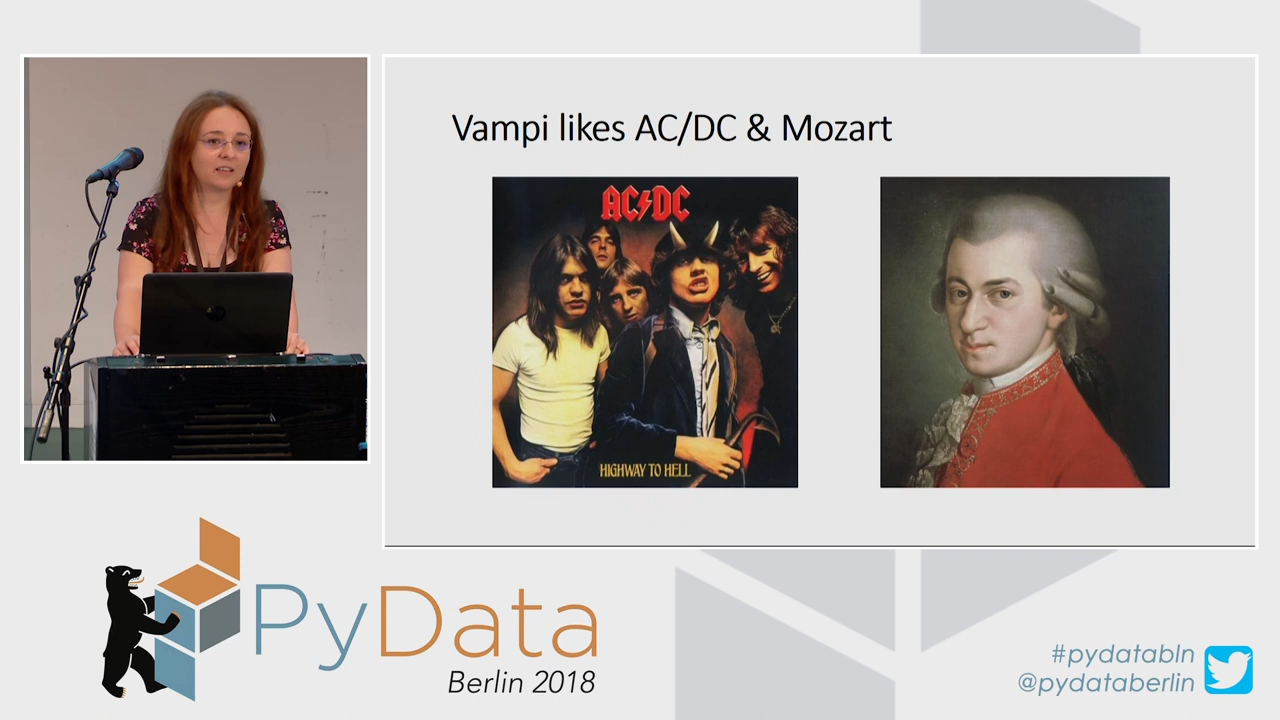 Vampi likes AC/DC & Mozart
AC/DC
HIGHWAY TO HELL
PyData
Berlin 2018
#pydatabln
@pydataberlin